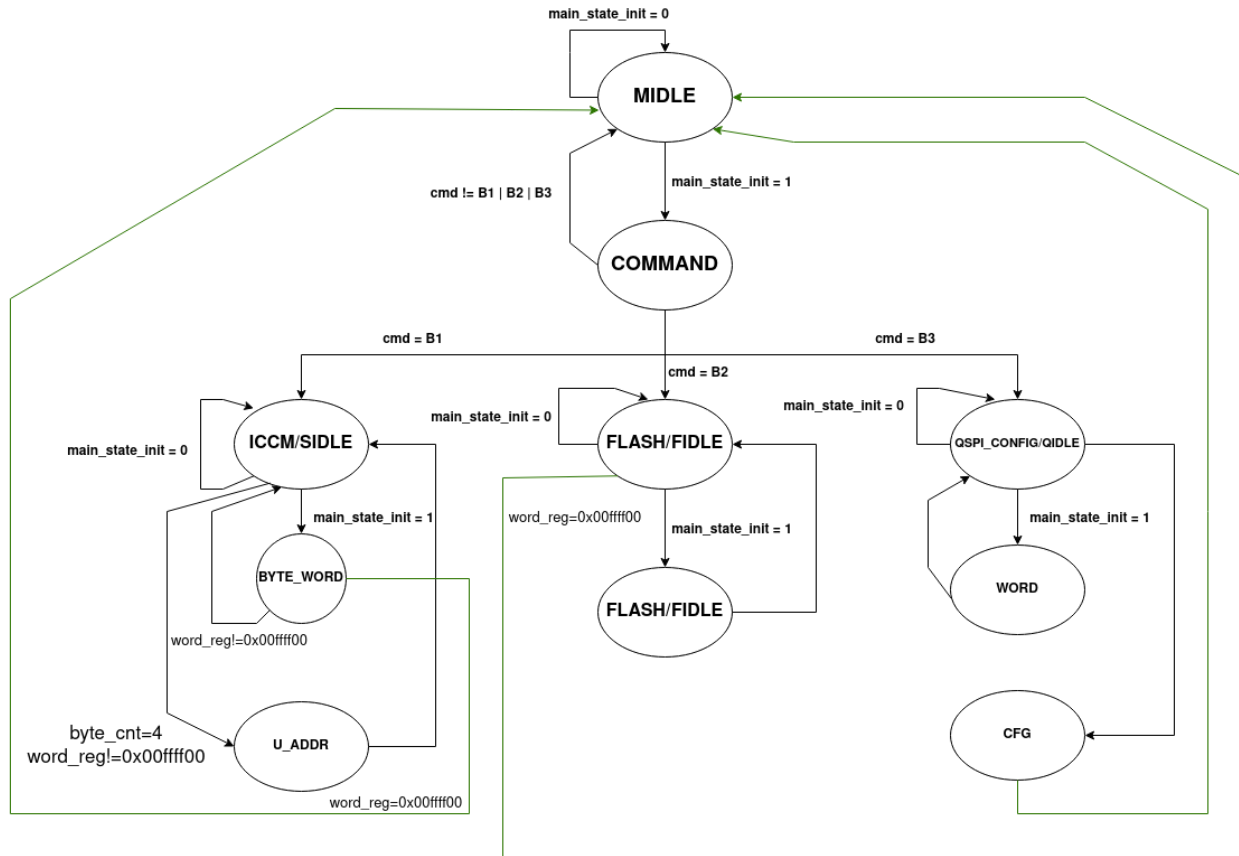 main_state_init = 0
MIDLE
main_state_init = 1
cmd != B1 | B2 | B3
COMMAND
cmd = B1
cmd = B3
cmd = B2
main_state_init = 0
ICCM/SIDLE
main_state_init = 0
FLASH/FIDLE
main_state_init = 0
QSPI_CONFIG/QIDLE
main_state_init = 1
word_reg=0x00ffff00
main_state_init = 1
main_state_init = 1
BYTE_WORD
FLASH/FIDLE
WORD
word_reg!=0x00ffff00
byte_cnt=4
word_reg!=0x00ffff00
U_ADDR
CFG
word_reg=0x00ffff00